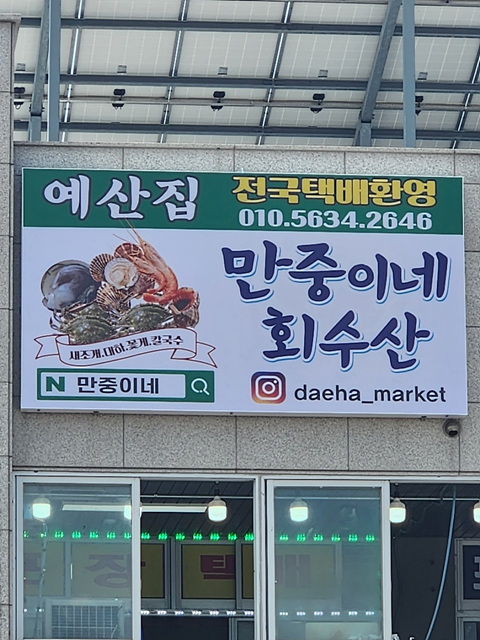 예산집
전국택배환영
010.5634.2646
만중이네
회수산
새조개.대하.꽃게.칼국수
N 만중이네
daeha_market